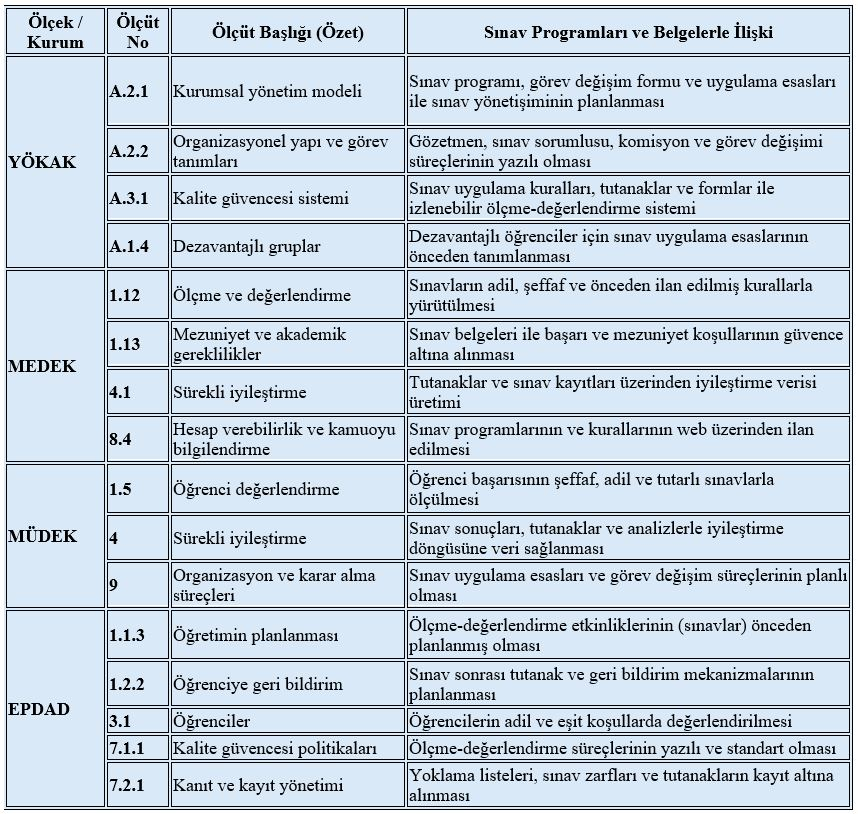 Ölçek / Kurum
Ölçüt No
Ölçüt Başlığı (Özet)
Sınav Programları ve Belgelerle İlişki
YÖKAK
A.2.1
Kurumsal yönetim modeli
Sınav programı, görev değişim formu ve uygulama esasları
ile sınav yönetişiminin planlanması
A.2.2
Organizasyonel yapı ve görev
tanımları
Gözetmen, sınav sorumlusu, komisyon ve görev değişimi
süreçlerinin yazılı olması
A.3.1
Kalite güvencesi sistemi
Sınav uygulama kuralları, tutanaklar ve formlar ile
izlenebilir ölçme-değerlendirme sistemi
A.1.4
Dezavantajlı gruplar
Dezavantajlı öğrenciler için sınav uygulama esaslarının
önceden tanımlanması
MEDEK
1.12
Ölçme ve değerlendirme
Sınavların adil, şeffaf ve önceden ilan edilmiş kurallarla
yürütülmesi
1.13
Mezuniyet ve akademik
gereklilikler
Sınav belgeleri ile başarı ve mezuniyet koşullarının güvence
altına alınması
4.1
Sürekli iyileştirme
Tutanaklar ve sınav kayıtları üzerinden iyileştirme verisi
üretimi
8.4
Hesap verebilirlik ve kamuoyu
bilgilendirme
Sınav programlarının ve kurallarının web üzerinden ilan
edilmesi
MÜDEK
1.5
Öğrenci değerlendirme
Öğrenci başarısının şeffaf, adil ve tutarlı sınavlarla
ölçülmesi
4
Sürekli iyileştirme
Sınav sonuçları, tutanaklar ve analizlerle iyileştirme
döngüsüne veri sağlanması
9
Organizasyon ve karar alma
süreçleri
Sınav uygulama esasları ve görev değişim süreçlerinin planlı
olması
EPDAD
1.1.3
Öğretimin planlanması
Ölçme-değerlendirme etkinliklerinin (sınavlar) önceden
planlanmış olması
1.2.2
Öğrenciye geri bildirim
Sınav sonrası tutanak ve geri bildirim mekanizmalarının
planlanması
3.1
Öğrenciler
Öğrencilerin adil ve eşit koşullarda değerlendirilmesi
7.1.1
Kalite güvencesi politikaları
Ölçme-değerlendirme süreçlerinin yazılı ve standart olması
7.2.1
Kanıt ve kayıt yönetimi
Yoklama listeleri, sınav zarfları ve tutanakların kayıt altına
alınması